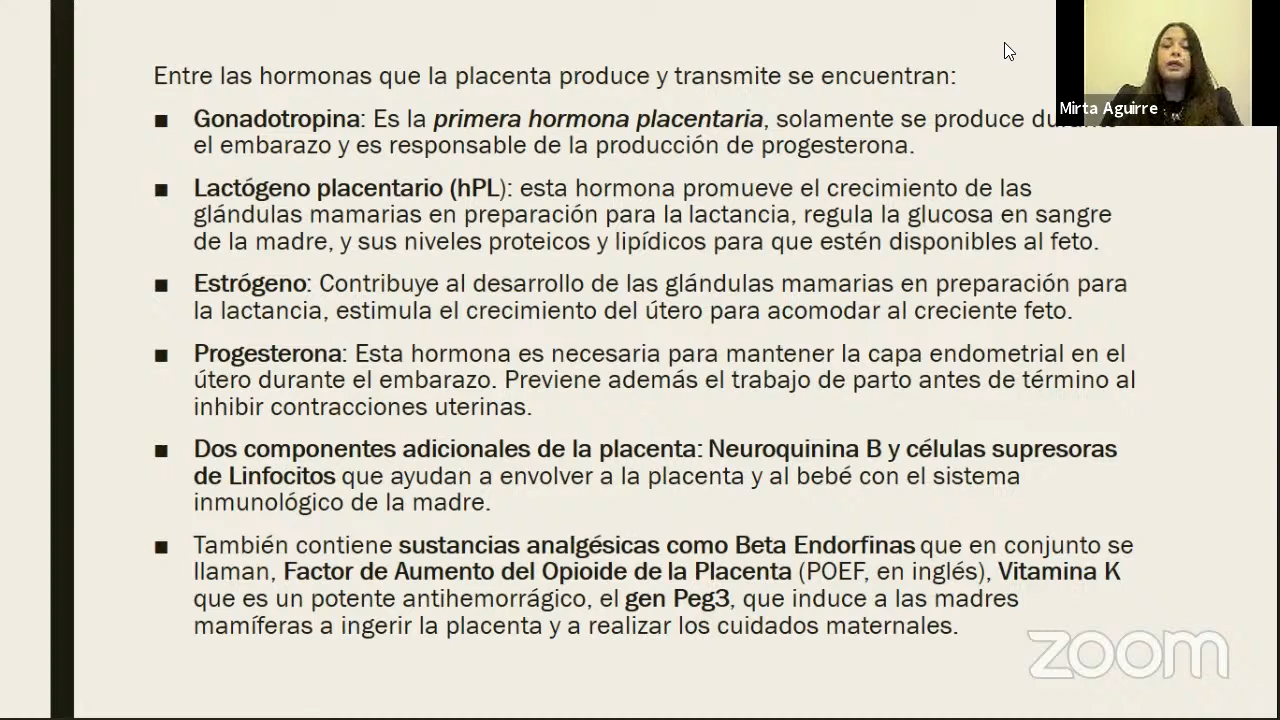 Entre las hormonas que la placenta produce y transmite se encuentran:
■ Gonadotropina: Es la primera hormona placentaria, solamente se produce
el embarazo y es responsable de la producción de progesterona.
■ Lactógeno placentario (hPL): esta hormona promueve el crecimiento de las
glándulas mamarias en preparación para la lactancia, regula la glucosa en sangre
de la madre, y sus niveles proteicos y lipídicos para que estén disponibles al feto.
■ Estrógeno: Contribuye al desarrollo de las glándulas mamarias en preparación para
la lactancia, estimula el crecimiento del útero para acomodar al creciente feto.
■ Progesterona: Esta hormona es necesaria para mantener la capa endometrial en el
útero durante el embarazo. Previene además el trabajo de parto antes de término al
inhibir contracciones uterinas.
■ Dos componentes adicionales de la placenta: Neuroquinina B y células supresoras
de Linfocitos que ayudan a envolver a la placenta y al bebé con el sistema
inmunológico de la madre.
■ También contiene sustancias analgésicas como Beta Endorfinas que en conjunto se
llaman, Factor de Aumento del Opioide de la Placenta (POEF, en inglés), Vitamina K
que es un potente antihemorrágico, el gen Peg3, que induce a las madres
mamíferas a ingerir la placenta y a realizar los cuidados maternales.
Mirta Aguirre
zoom